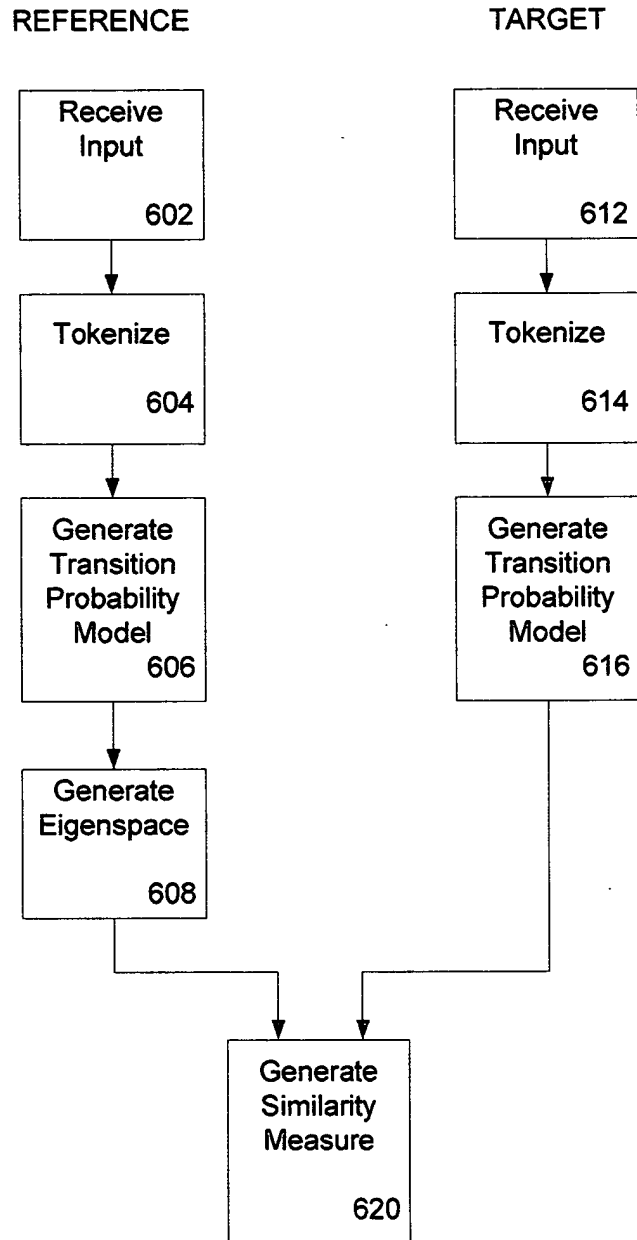 REFERENCE
TARGET
Receive
Input
602
Receive
Input
612
Tokenize
604
Tokenize
614
Generate
Transition
Probability
Model
606
Generate
Transition
Probability
Model
616
Generate
Eigenspace
608
Generate
Similarity
Measure
620